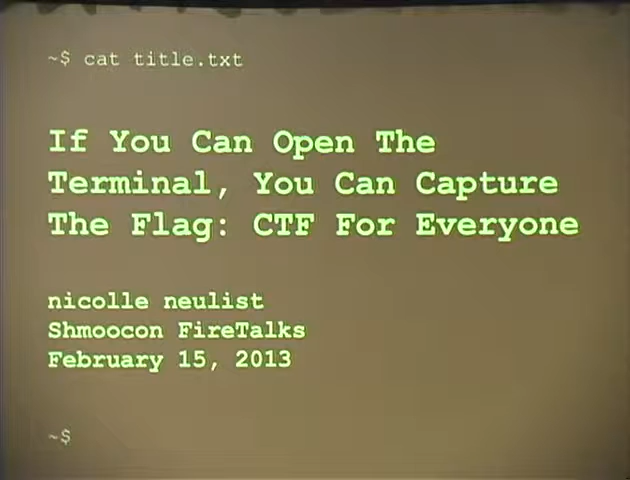 ~$ cat title.txt
If You Can Open The
Terminal, You Can Capture
The Flag: CTF For Everyone
nicolle neulist
Shmoocon FireTalks
February 15, 2013
~$